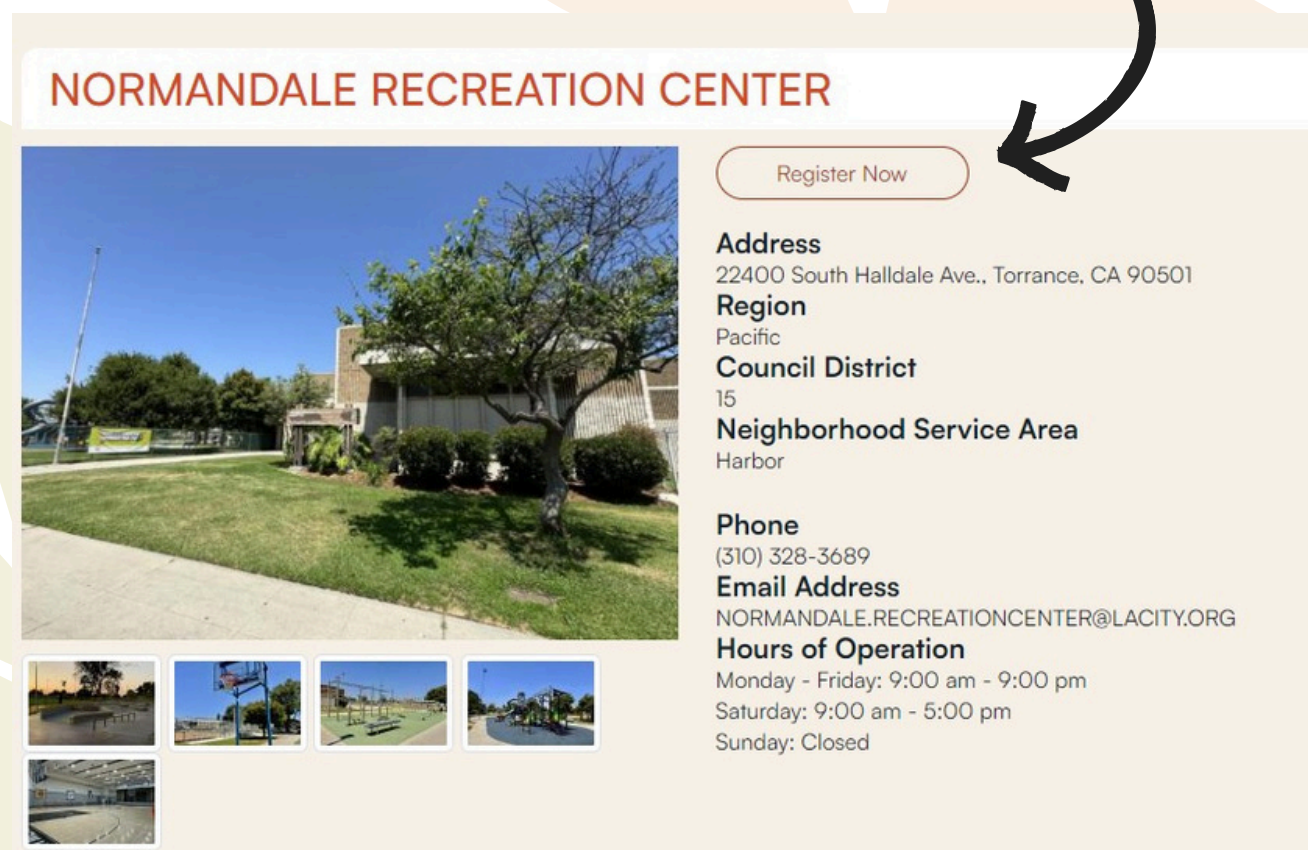 NORMANDALE RECREATION CENTER
Register Now
Address
22400 South Halldale Ave., Torrance, CA 90501
Region
Pacific
Council District
15
Neighborhood Service Area
Harbor
Phone
(310) 328-3689
Email Address
NORMANDALE.RECREATIONCENTER@LACITY.ORG
Hours of Operation
Monday - Friday: 9:00 am - 9:00 pm
Saturday: 9:00 am - 5:00 pm
Sunday: Closed